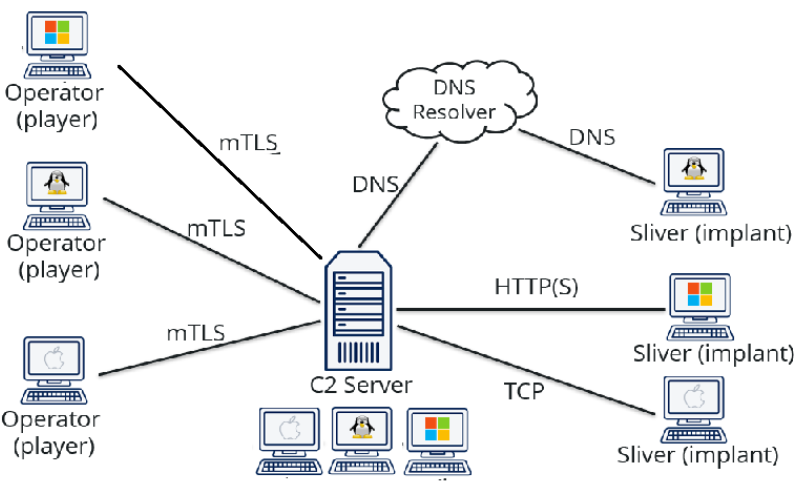 Operator
(player)
mTLS
DNS
Resolver
DNS
DNS
Operator
(player)
mTLS
Sliver (implant)
HTTP(S)
Sliver (implant)
mTLS
Operator
(player)
C2 Server
TCP
Sliver (implant)